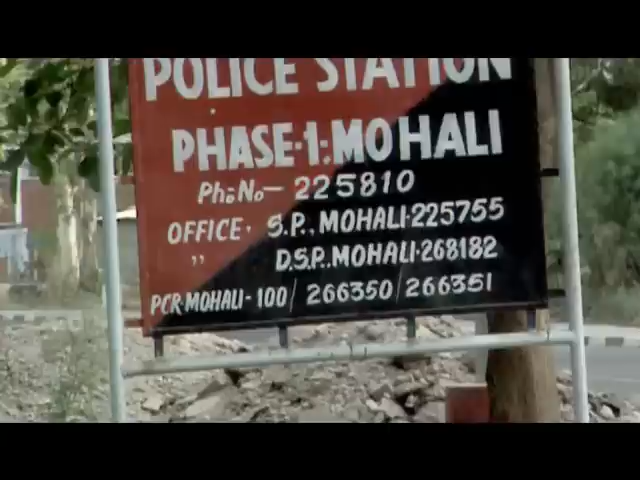 POLICE STATION
PHASE-1:MOHALI
Ph:No- 225810
OFFICE, S.P., MOHALI-225755
" D.S.P..MOHALI-268182
PCR-MOHALI-100/266350/266351